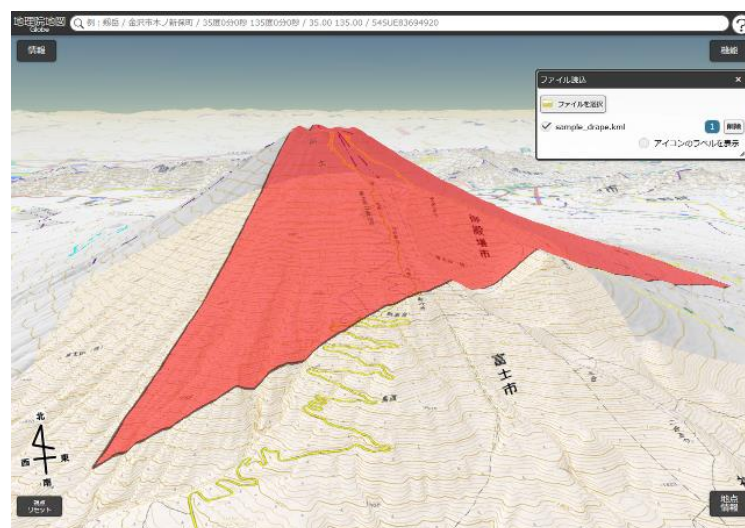 地理院地図
Globe
例：剱岳 / 金沢市木ノ新保町 / 35度0分0秒 135度0分0秒 / 35.00 135.00 / 54SUE83694920
?
情報
機能
ファイル読込
×
ファイルを選択
sample_drape.kml
1
削除
アイコンのラベルを表示
御殿場市
富士市
北
西
東
南
視点
リセット
地点
情報